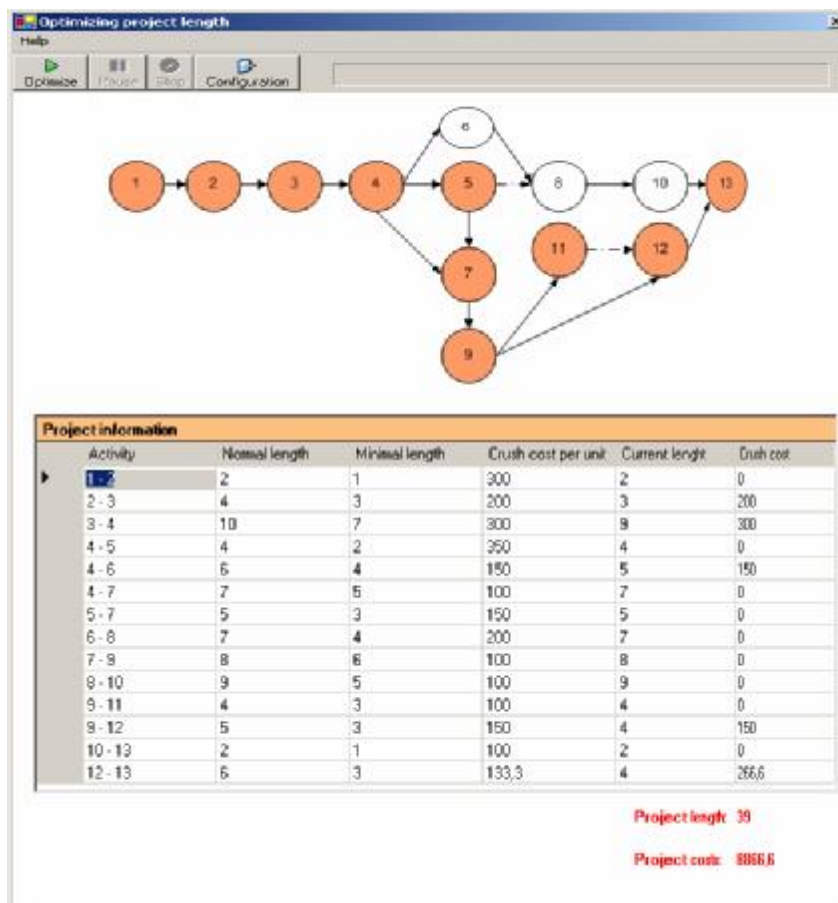 Optimizing project length
Help
Optimize Pause Stop Configuration
6
1 2 3 4 5 8 10 13
11 12
7
9
Project information
Activity Normal length Minimal length Crush cost per unit Current lenght Crush cost
1 - 2 2 1 300 2 0
2 - 3 4 3 200 3 200
3 - 4 10 7 300 9 300
4 - 5 4 2 350 4 0
4 - 6 6 4 150 5 150
4 - 7 7 5 100 7 0
5 - 7 5 3 150 5 0
6 - 8 7 4 200 7 0
7 - 9 8 6 100 8 0
8 - 10 9 5 100 9 0
9 - 11 4 3 100 4 0
9 - 12 5 3 150 4 150
10 - 13 2 1 100 2 0
12 - 13 6 3 133,3 4 266,6
Project length: 39
Project costs: 8866,6